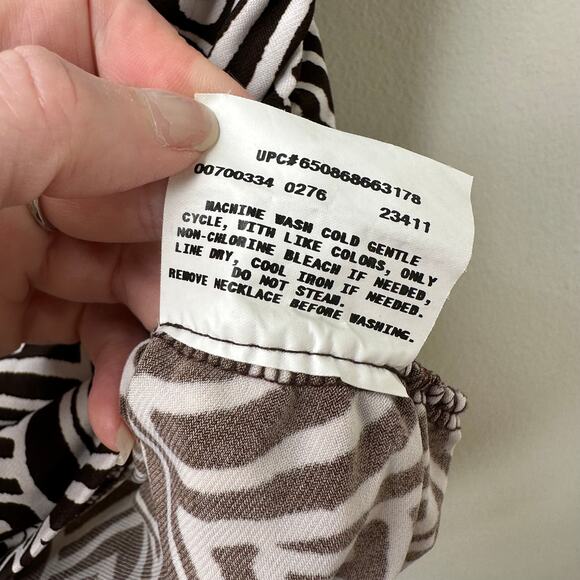 UPC#650868663178
00700334 0276 23411
MACHINE WASH COLD GENTLE
CYCLE, WITH LIKE COLORS, ONLY
NON-CHLORINE BLEACH IF NEEDED,
LINE DRY, COOL IRON IF NEEDED.
DO NOT STEAM.
REMOVE NECKLACE BEFORE WASHING.